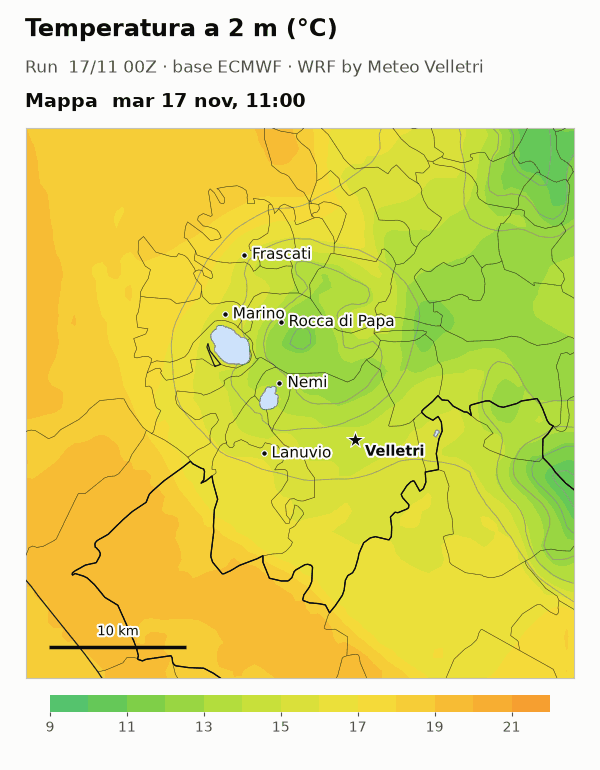 Temperatura a 2 m (°C)
Run  17/11 00Z · base ECMWF · WRF by Meteo Velletri
Mappa  mar 17 nov, 11:00
Frascati
Marino
Rocca di Papa
Nemi
Velletri
Lanuvio
10 km
9 11 13 15 17 19 21